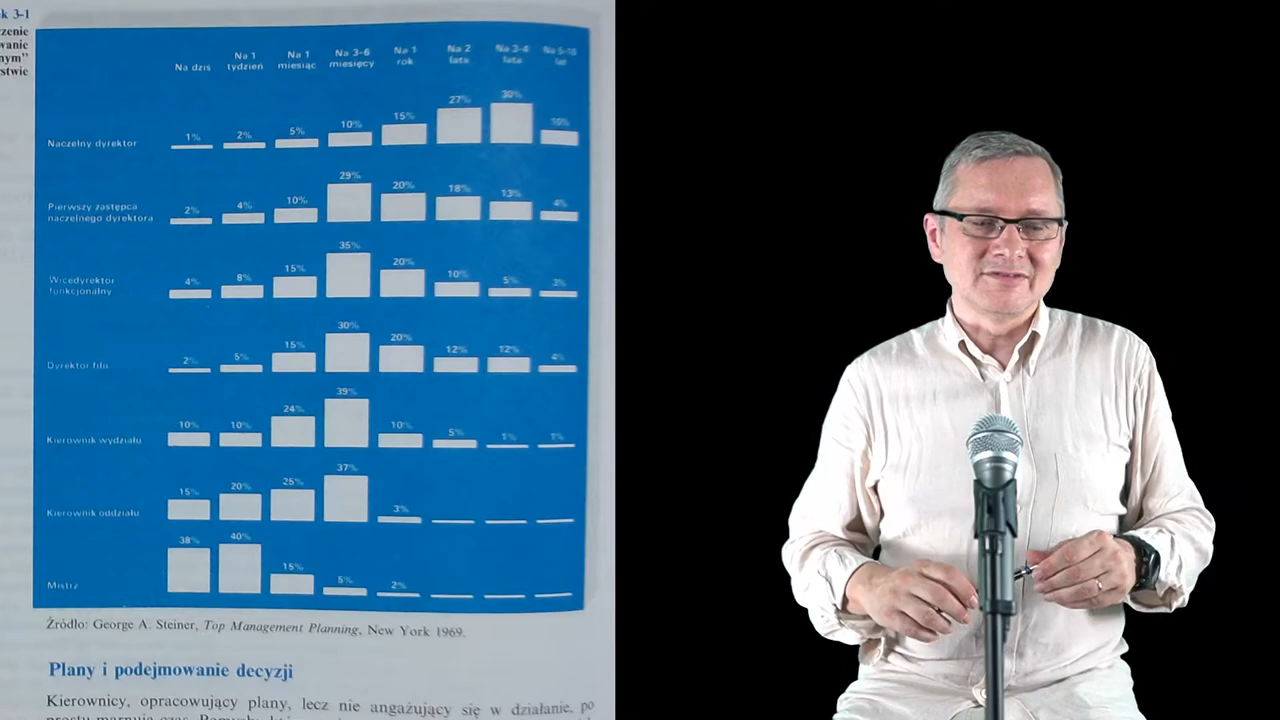 k 3-1
zenie
wanie
nym”
rstwie
Na dziś
Na 1 tydzień
Na 1 miesiąc
Na 3–6 miesięcy
Na 1 rok
Na 2 lata
Na 3–4 lata
Na 5–10 lat
Naczelny dyrektor
1% 2% 5% 10% 15% 27% 30% 10%
Pierwszy zastępca
naczelnego dyrektora
2% 4% 10% 29% 20% 18% 13% 4%
Wicedyrektor
funkcjonalny
4% 8% 15% 35% 20% 10% 5% 3%
Dyrektor filii
2% 5% 15% 30% 20% 12% 12% 4%
Kierownik wydziału
10% 10% 24% 39% 10% 5% 1% 1%
Kierownik oddziału
15% 20% 25% 37% 3%
Mistrz
38% 40% 15% 5% 2%
Źródło: George A. Steiner, Top Management Planning, New York 1969.
Plany i podejmowanie decyzji
Kierownicy, opracowujący plany, lecz nie angażujący się w działanie, po
prostu marnują czas.